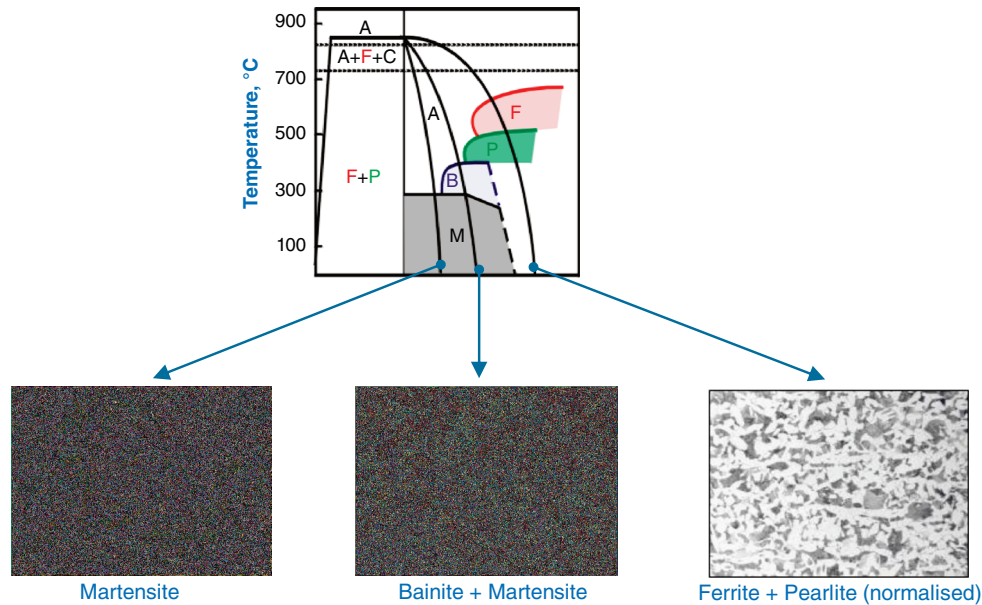 Temperature, °C
900
700
500
300
100
A
A+F+C
A
F
P
F+P
B
M
Martensite
Bainite + Martensite
Ferrite + Pearlite (normalised)